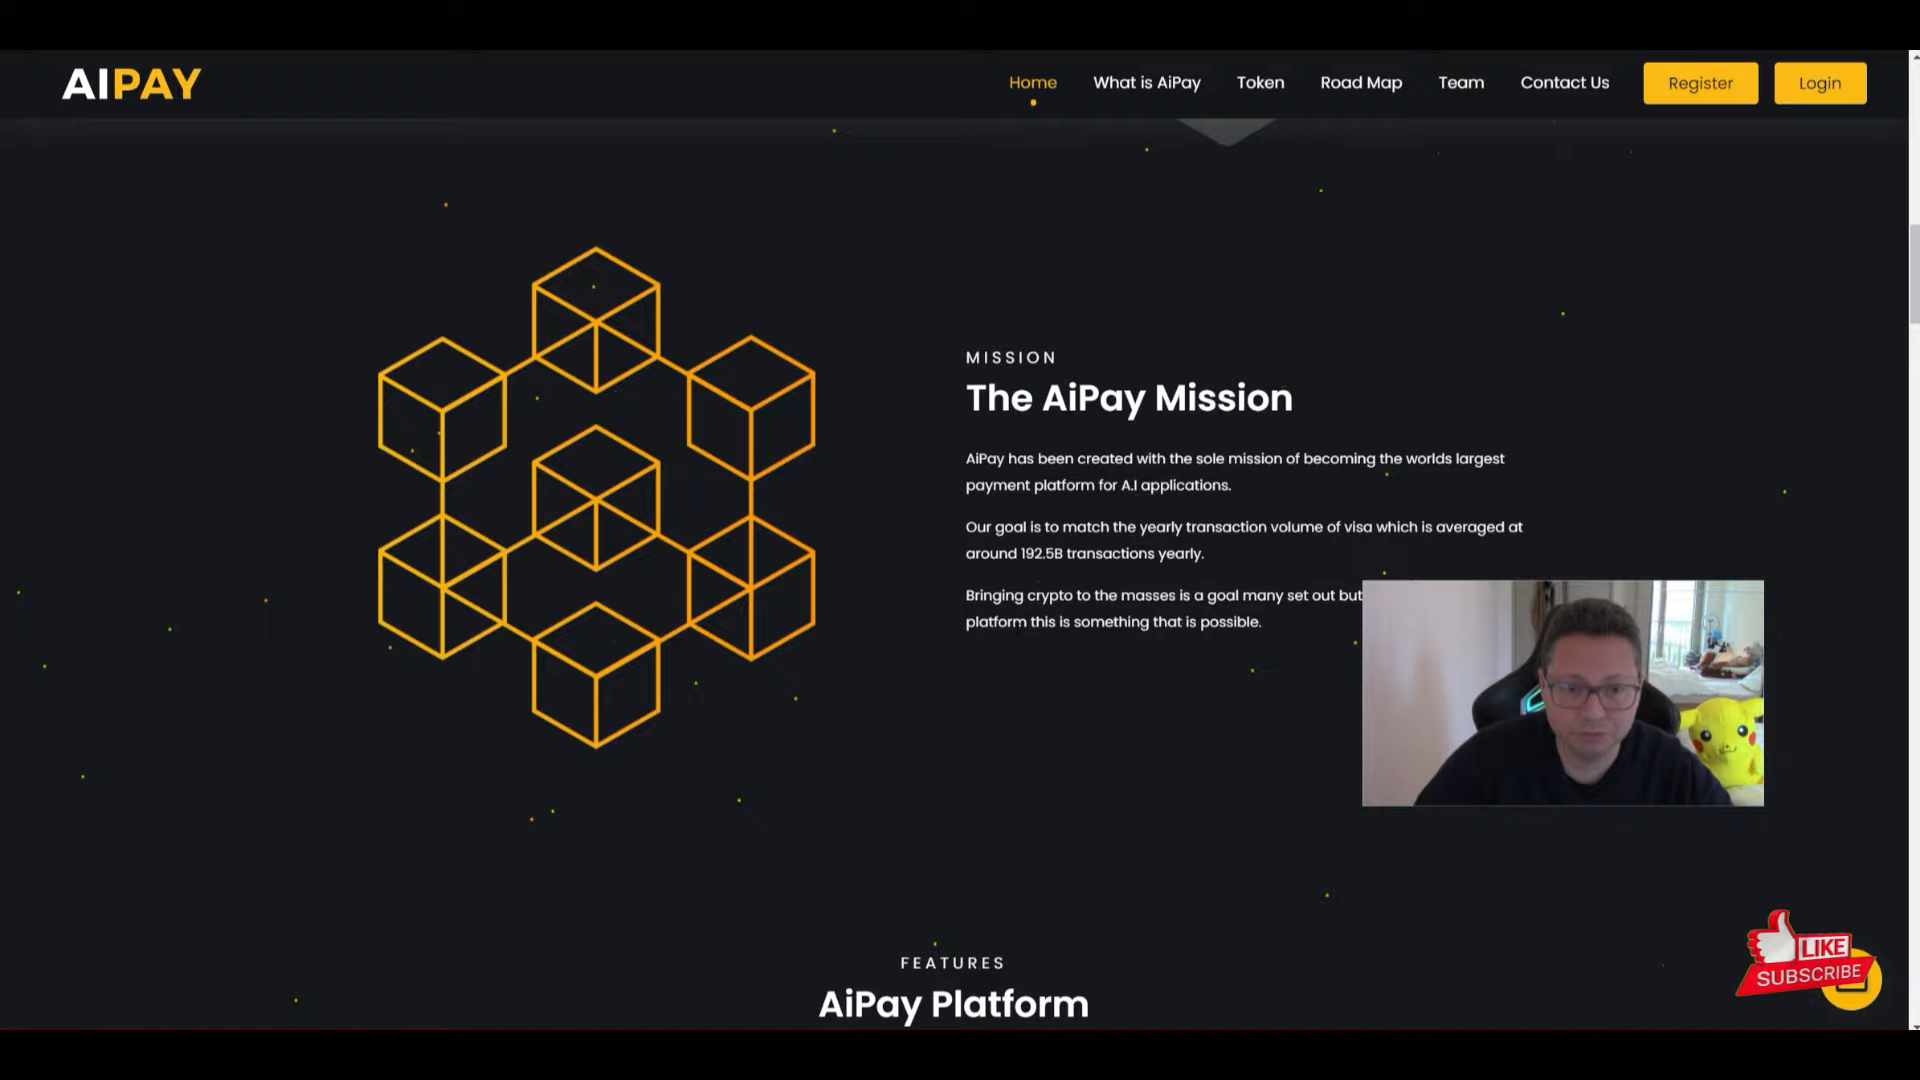 AIPAY
Home
What is AiPay
Token
Road Map
Team
Contact Us
Register
Login
MISSION
The AiPay Mission
AiPay has been created with the sole mission of becoming the worlds largest
payment platform for A.I applications.
Our goal is to match the yearly transaction volume of visa which is averaged at
around 192.5B transactions yearly.
Bringing crypto to the masses is a goal many set out but
platform this is something that is possible.
LIKE
SUBSCRIBE
FEATURES
AiPay Platform